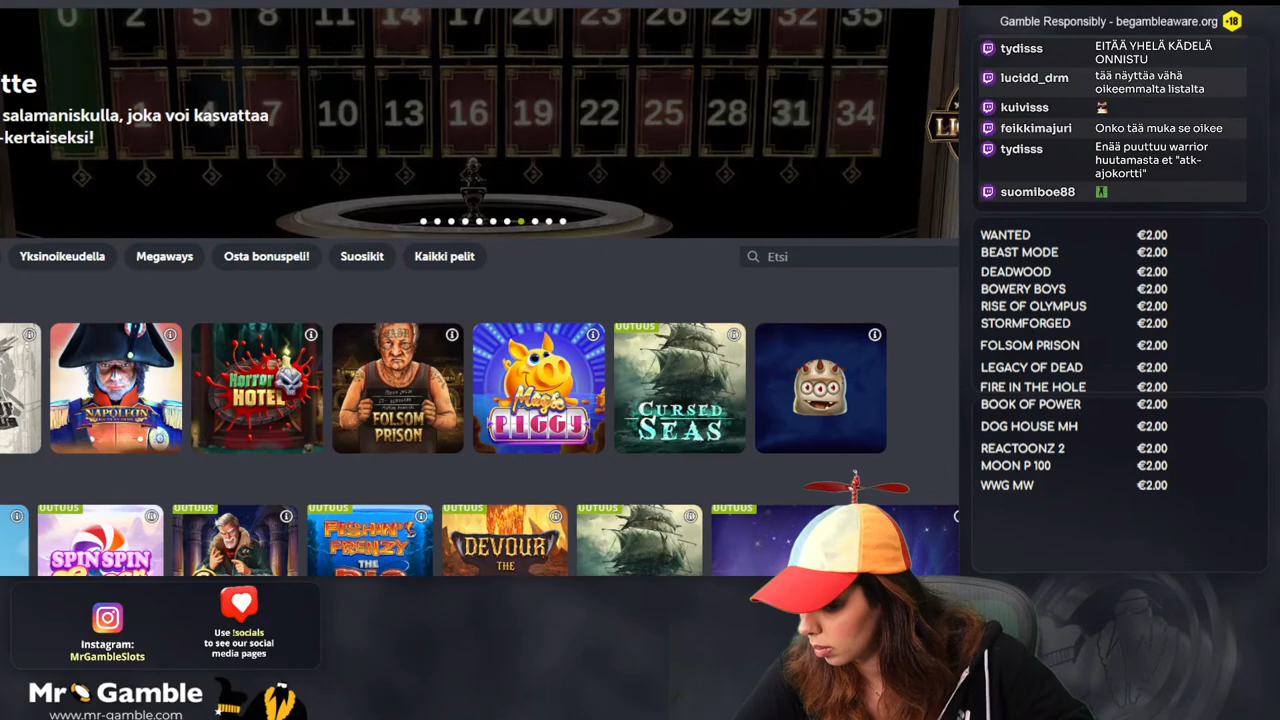 0 2 5 8 11 14 17 20 23 26 29 32 35
tte
salamaniskulla, joka voi kasvattaa
-kertaiseksi!
4 7 10 13 16 19 22 25 28 31 34
LI
Yksinoikeudella Megaways Osta bonuspeli! Suosikit Kaikki pelit Etsi
NAPOLEON
Horror
HOTEL
FOLSOM
PRISON
Magic
PIGGY
UUTUUS
CURSED
SEAS
UUTUUS
SPIN SPIN
UUTUUS
UUTUUS
FISHIN'
FRENZY
THE
BIG
UUTUUS
DEVOUR
THE
UUTUUS
UUTUUS
Instagram:
MrGambleSlots
Use !socials
to see our social
media pages
Mr Gamble
www.mr-gamble.com
Gamble Responsibly - begambleaware.org +18
tydisss EITÄÄ YHELÄ KÄDELÄ
ONNISTU
lucidd_drm tää näyttää vähä
oikeemmalta listalta
kuivisss
feikkimajuri Onko tää muka se oikee
tydisss Enää puuttuu warrior
huutamasta et "atk-
ajokortti"
suomiboe88
WANTED €2.00
BEAST MODE €2.00
DEADWOOD €2.00
BOWERY BOYS €2.00
RISE OF OLYMPUS €2.00
STORMFORGED €2.00
FOLSOM PRISON €2.00
LEGACY OF DEAD €2.00
FIRE IN THE HOLE €2.00
BOOK OF POWER €2.00
DOG HOUSE MH €2.00
REACTOONZ 2 €2.00
MOON P 100 €2.00
WWG MW €2.00